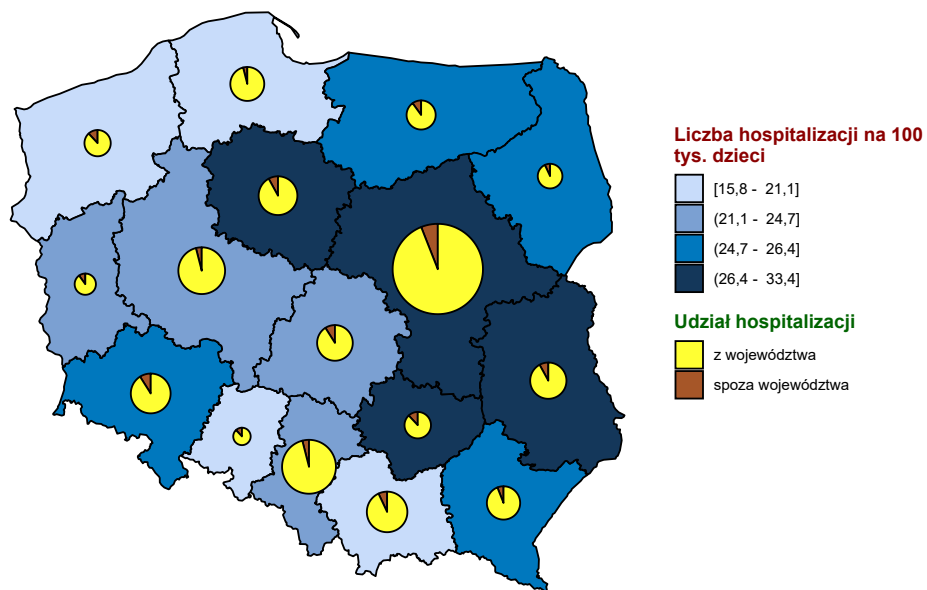 Liczba hospitalizacji na 100
tys. dzieci
[15,8 - 21,1]
(21,1 - 24,7]
(24,7 - 26,4]
(26,4 - 33,4]
Udział hospitalizacji
z województwa
spoza województwa